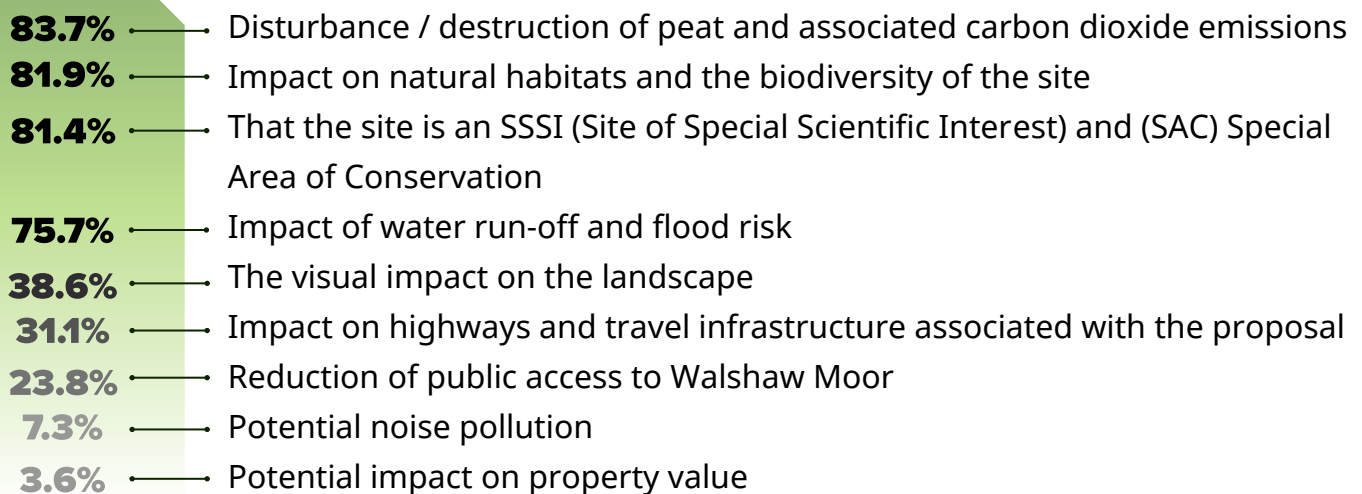 83.7% Disturbance / destruction of peat and associated carbon dioxide emissions
81.9% Impact on natural habitats and the biodiversity of the site
81.4% That the site is an SSSI (Site of Special Scientific Interest) and (SAC) Special
Area of Conservation
75.7% Impact of water run-off and flood risk
38.6% The visual impact on the landscape
31.1% Impact on highways and travel infrastructure associated with the proposal
23.8% Reduction of public access to Walshaw Moor
7.3% Potential noise pollution
3.6% Potential impact on property value